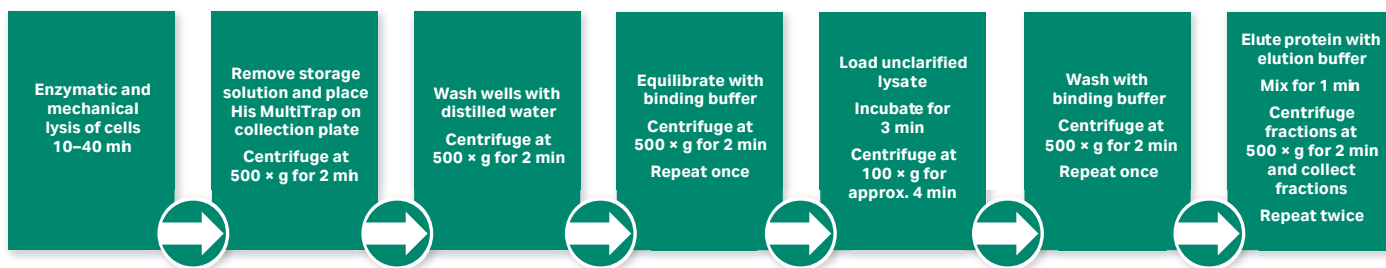 Enzymatic and
mechanical
lysis of cells
10–40 min
Remove storage
solution and place
His MultiTrap on
collection plate
Centrifuge at
500 × g for 2 min
Wash wells with
distilled water
Centrifuge at
500 × g for 2 min
Equilibrate with
binding buffer
Centrifuge at
500 × g for 2 min
Repeat once
Load unclarified
lysate
Incubate for
3 min
Centrifuge at
100 × g for
approx. 4 min
Wash with
binding buffer
Centrifuge at
500 × g for 2 min
Repeat once
Elute protein with
elution buffer
Mix for 1 min
Centrifuge
fractions at
500 × g for 2 min
and collect
fractions
Repeat twice